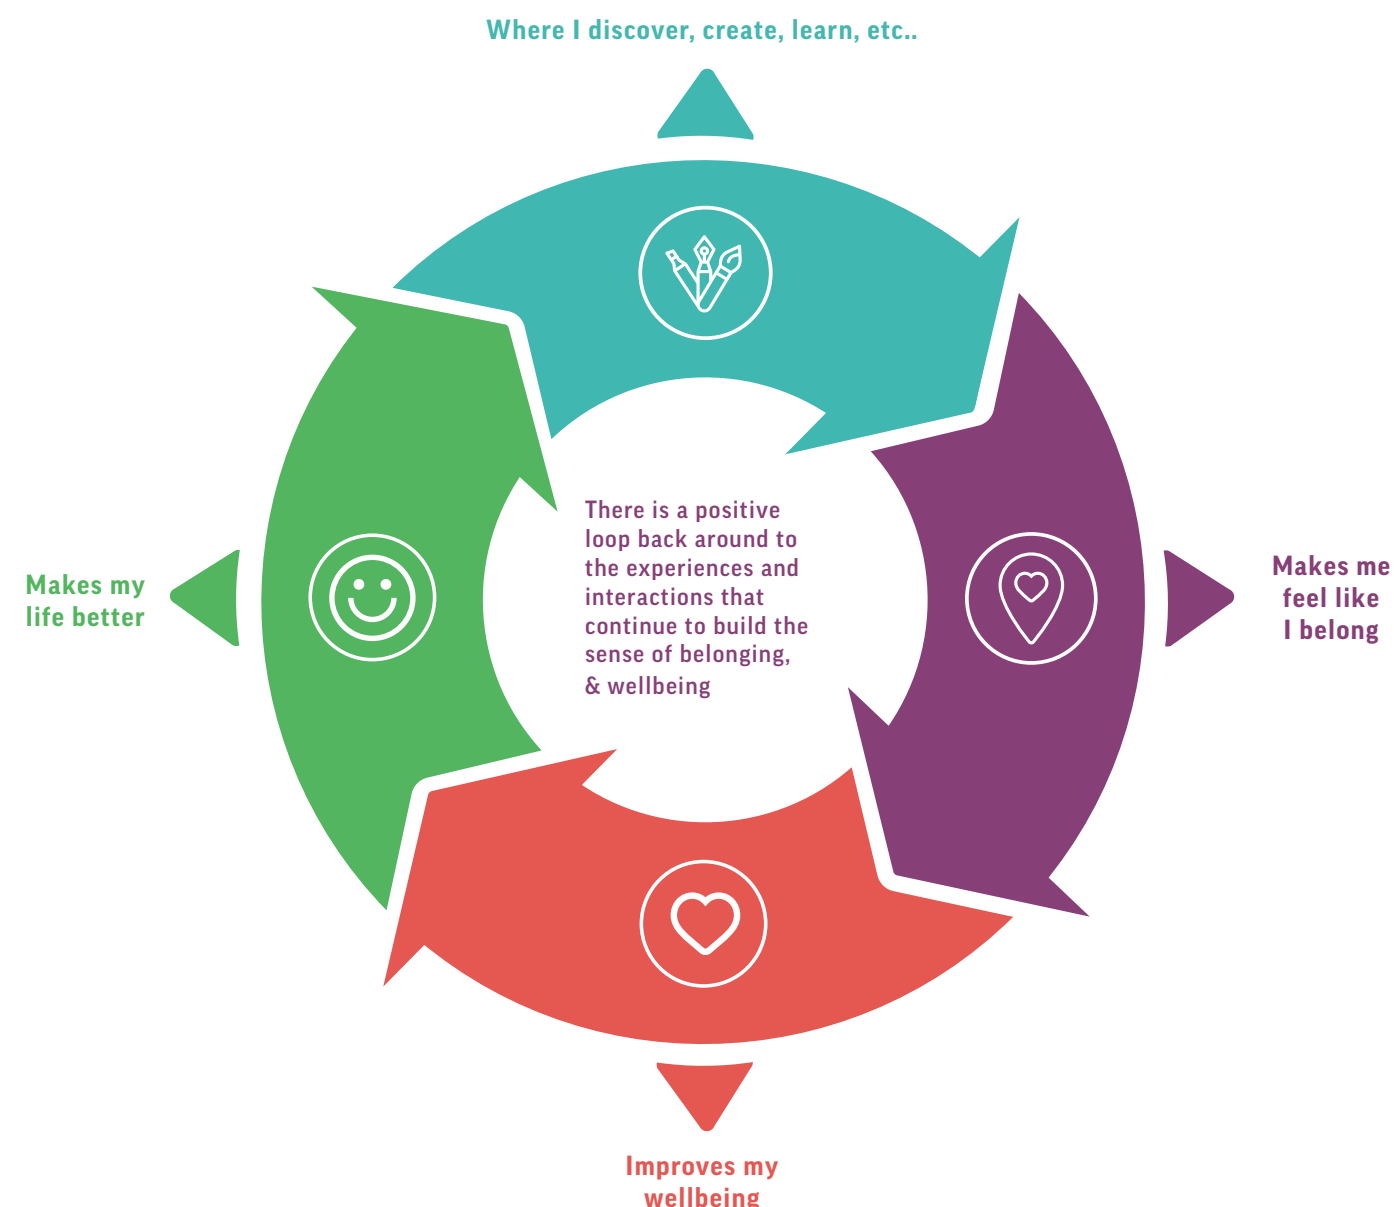 Where I discover, create, learn, etc..
There is a positive
loop back around to
the experiences and
interactions that
continue to build the
sense of belonging,
& wellbeing
Makes my
life better
Makes me
feel like
I belong
Improves my
wellbeing